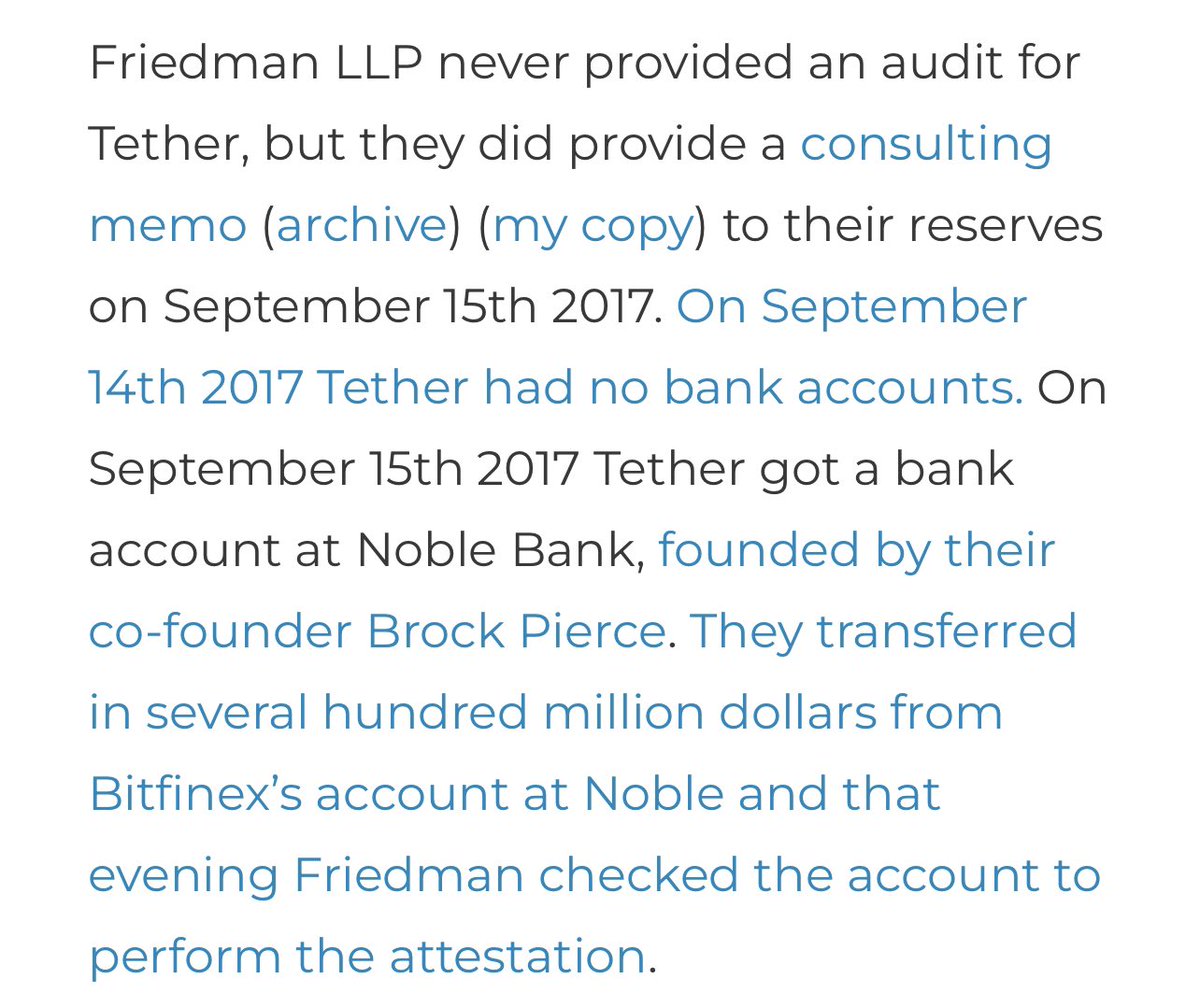 Friedman LLP never provided an audit for
Tether, but they did provide a consulting
memo (archive) (my copy) to their reserves
on September 15th 2017. On September
14th 2017 Tether had no bank accounts. On
September 15th 2017 Tether got a bank
account at Noble Bank, founded by their
co-founder Brock Pierce. They transferred
in several hundred million dollars from
Bitfinex’s account at Noble and that
evening Friedman checked the account to
perform the attestation.